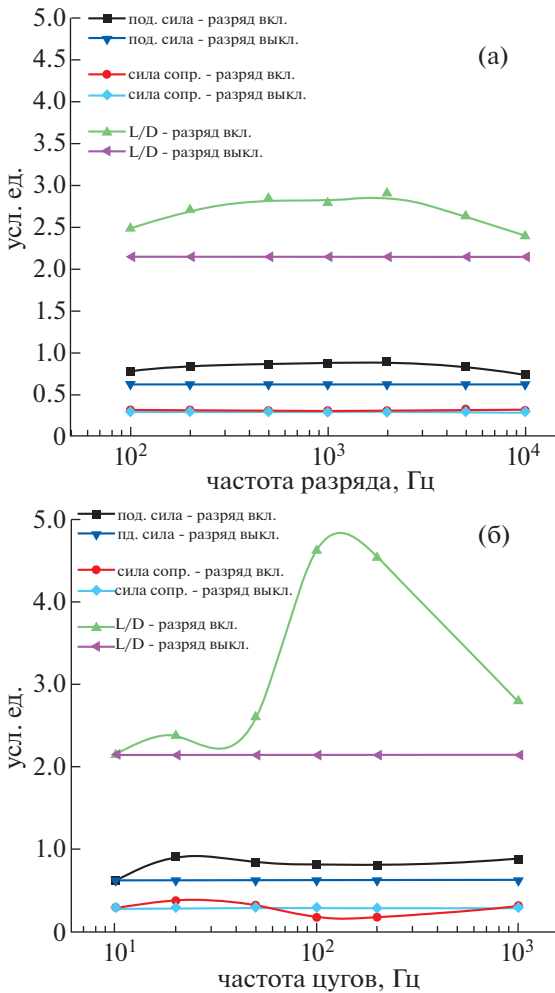 под. сила - разряд вкл.
под. сила - разряд выкл.
сила сопр. - разряд вкл.
сила сопр. - разряд выкл.
L/D - разряд вкл.
L/D - разряд выкл.
(а)
усл. ед.
5.0
4.5
4.0
3.5
3.0
2.5
2.0
1.5
1.0
0.5
0
10²
10³
10⁴
частота разряда, Гц
под. сила - разряд вкл.
пд. сила - разряд выкл.
сила сопр. - разряд вкл.
сила сопр. - разряд выкл.
L/D - разряд вкл.
L/D - разряд выкл.
(б)
усл. ед.
5.0
4.0
3.0
2.0
1.0
0
10¹
10²
10³
частота цугов, Гц